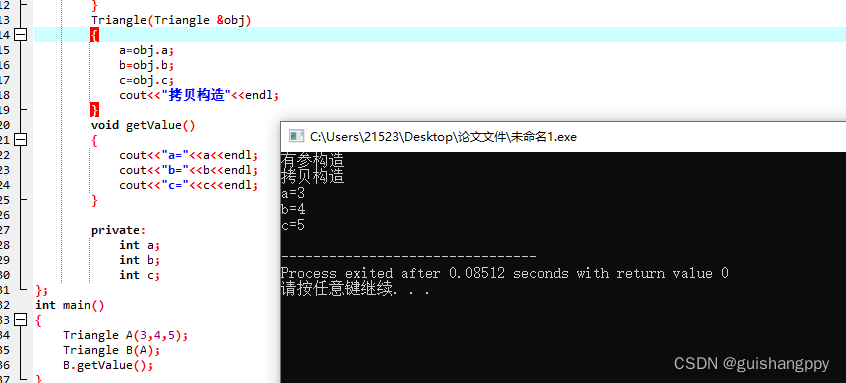 12 }
13 Triangle(Triangle &obj)
14 {
15 a=obj.a;
16 b=obj.b;
17 c=obj.c;
18 cout<<"拷贝构造"<<endl;
19 }
20 void getValue()
21 {
22 cout<<"a="<<a<<endl;
23 cout<<"b="<<b<<endl;
24 cout<<"c="<<c<<endl;
25 }
26
27 private:
28 int a;
29 int b;
30 int c;
31 };
32 int main()
33 {
34 Triangle A(3,4,5);
35 Triangle B(A);
36 B.getValue();
37 }
C:\Users\21523\Desktop\论文文件\未命名1.exe
有参构造
拷贝构造
a=3
b=4
c=5
--------------------------------
Process exited after 0.08512 seconds with return value 0
请按任意键继续. . .
CSDN @guishangppy